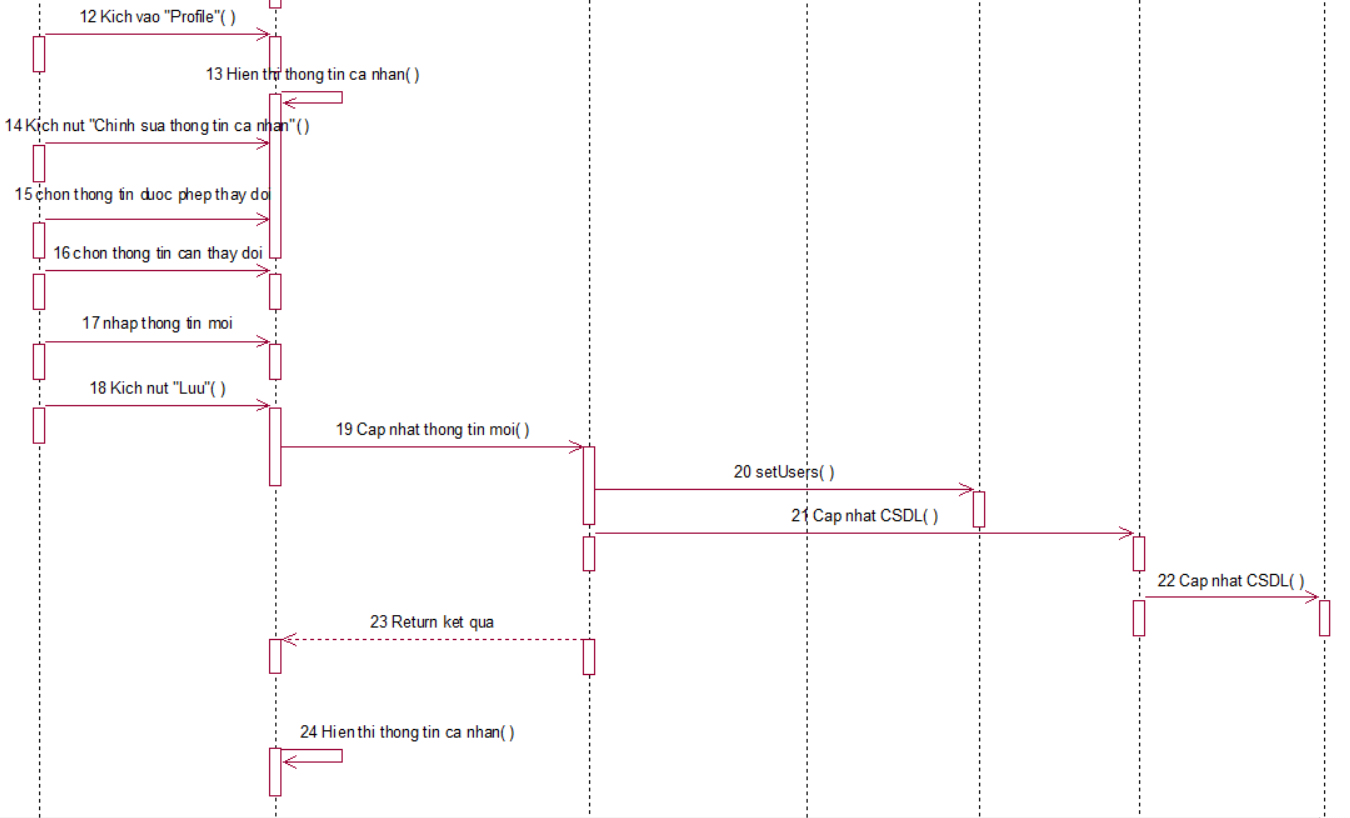 12 Kich vao "Profile"( )
13 Hien thi thong tin ca nhan( )
14 Kich nut "Chinh sua thong tin ca nhan"( )
15 chon thong tin duoc phep thay doi
16 chon thong tin can thay doi
17 nhap thong tin moi
18 Kich nut "Luu"( )
19 Cap nhat thong tin moi( )
20 setUsers( )
21 Cap nhat CSDL( )
22 Cap nhat CSDL( )
23 Return ket qua
24 Hien thi thong tin ca nhan( )